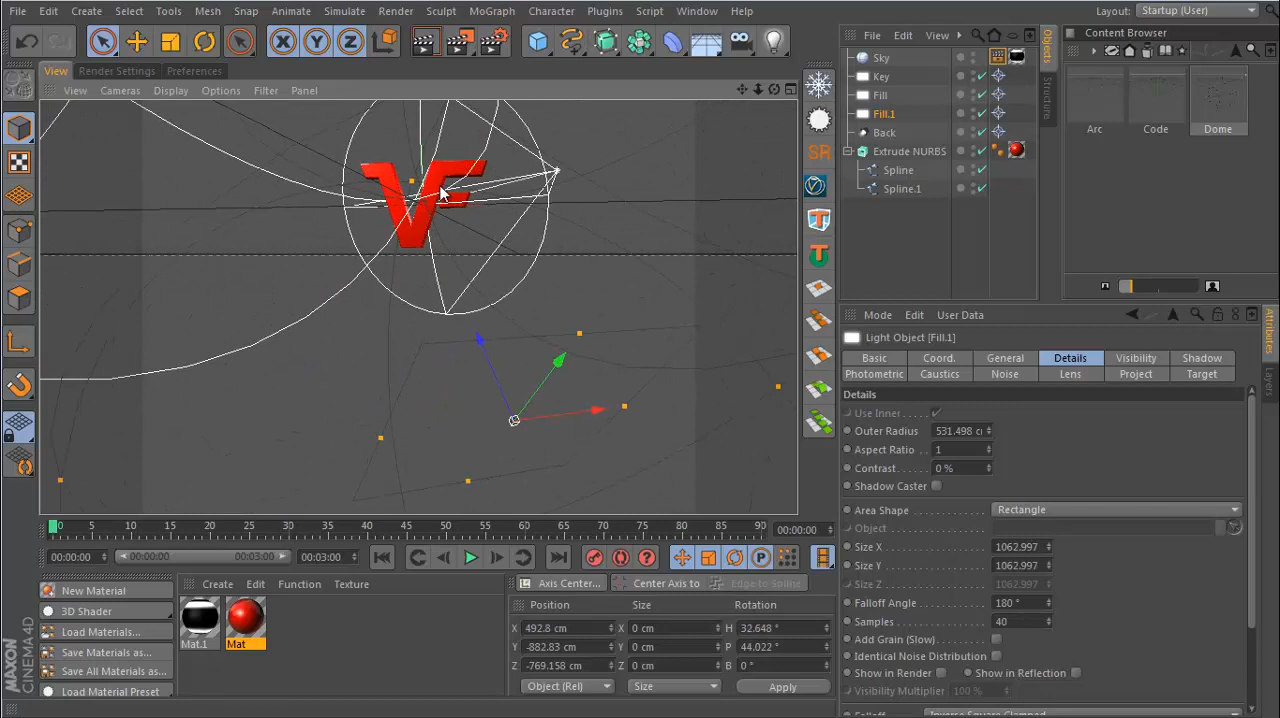 File Edit Create Select Tools Mesh Snap Animate Simulate Render Sculpt MoGraph Character Plugins Script Window Help Layout: Startup (User)
X Y Z
File Edit View Content Browser
View Render Settings Preferences
View Cameras Display Options Filter Panel
Sky
Key
Fill
Fill.1
Back
Extrude NURBS
Spline
Spline.1
Objects
Structure
Arc Code Dome
SR
VF
Attributes
Layers
Mode Edit User Data
Light Object [Fill.1]
Basic Coord. General Details Visibility Shadow
Photometric Caustics Noise Lens Project Target
Details
Use Inner
Outer Radius 531.498 c
Aspect Ratio 1
Contrast 0 %
Shadow Caster
Area Shape Rectangle
Object
Size X 1062.997
Size Y 1062.997
Size Z 1062.997
Falloff Angle 180 °
Samples 40
Add Grain (Slow)
Identical Noise Distribution
Show in Render Show in Reflection
Visibility Multiplier 100 %
Falloff Inverse Square Clamped
0 5 10 15 20 25 30 35 40 45 50 55 60 65 70 75 80 85 90 00:00:00
00:00:00 00:00:00 00:03:00 00:03:00
New Material
3D Shader
Load Materials...
Save Materials as...
Save All Materials as...
Load Material Preset
Create Edit Function Texture
Mat.1 Mat
Axis Center... Center Axis to Edge to Spline
Position Size Rotation
X 492.8 cm X 0 cm H 32.648 °
Y -882.83 cm Y 0 cm P 44.022 °
Z -769.158 cm Z 0 cm B 0 °
Object (Rel) Size Apply
MAXON
CINEMA 4D